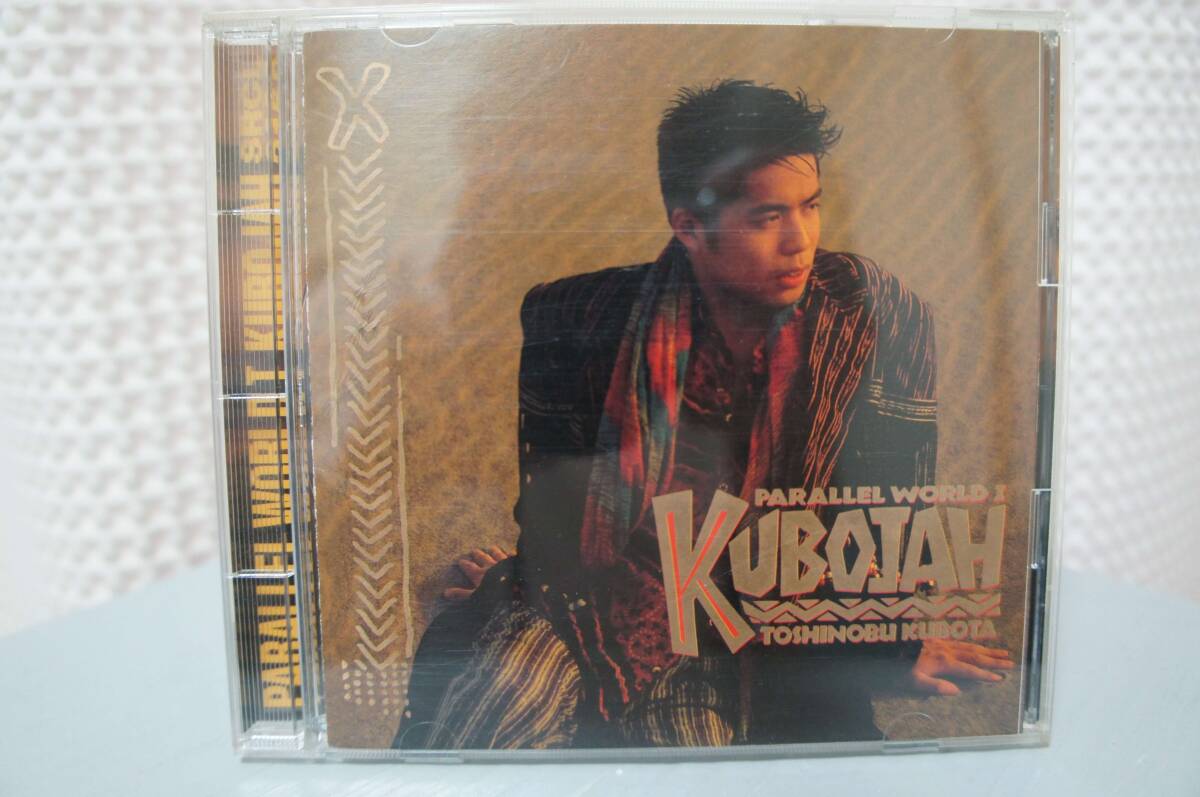 PARALLEL WORLD I
KUBOJAH
TOSHINOBU KUBOTA
PARALLEL WORLD I KUBOJAH